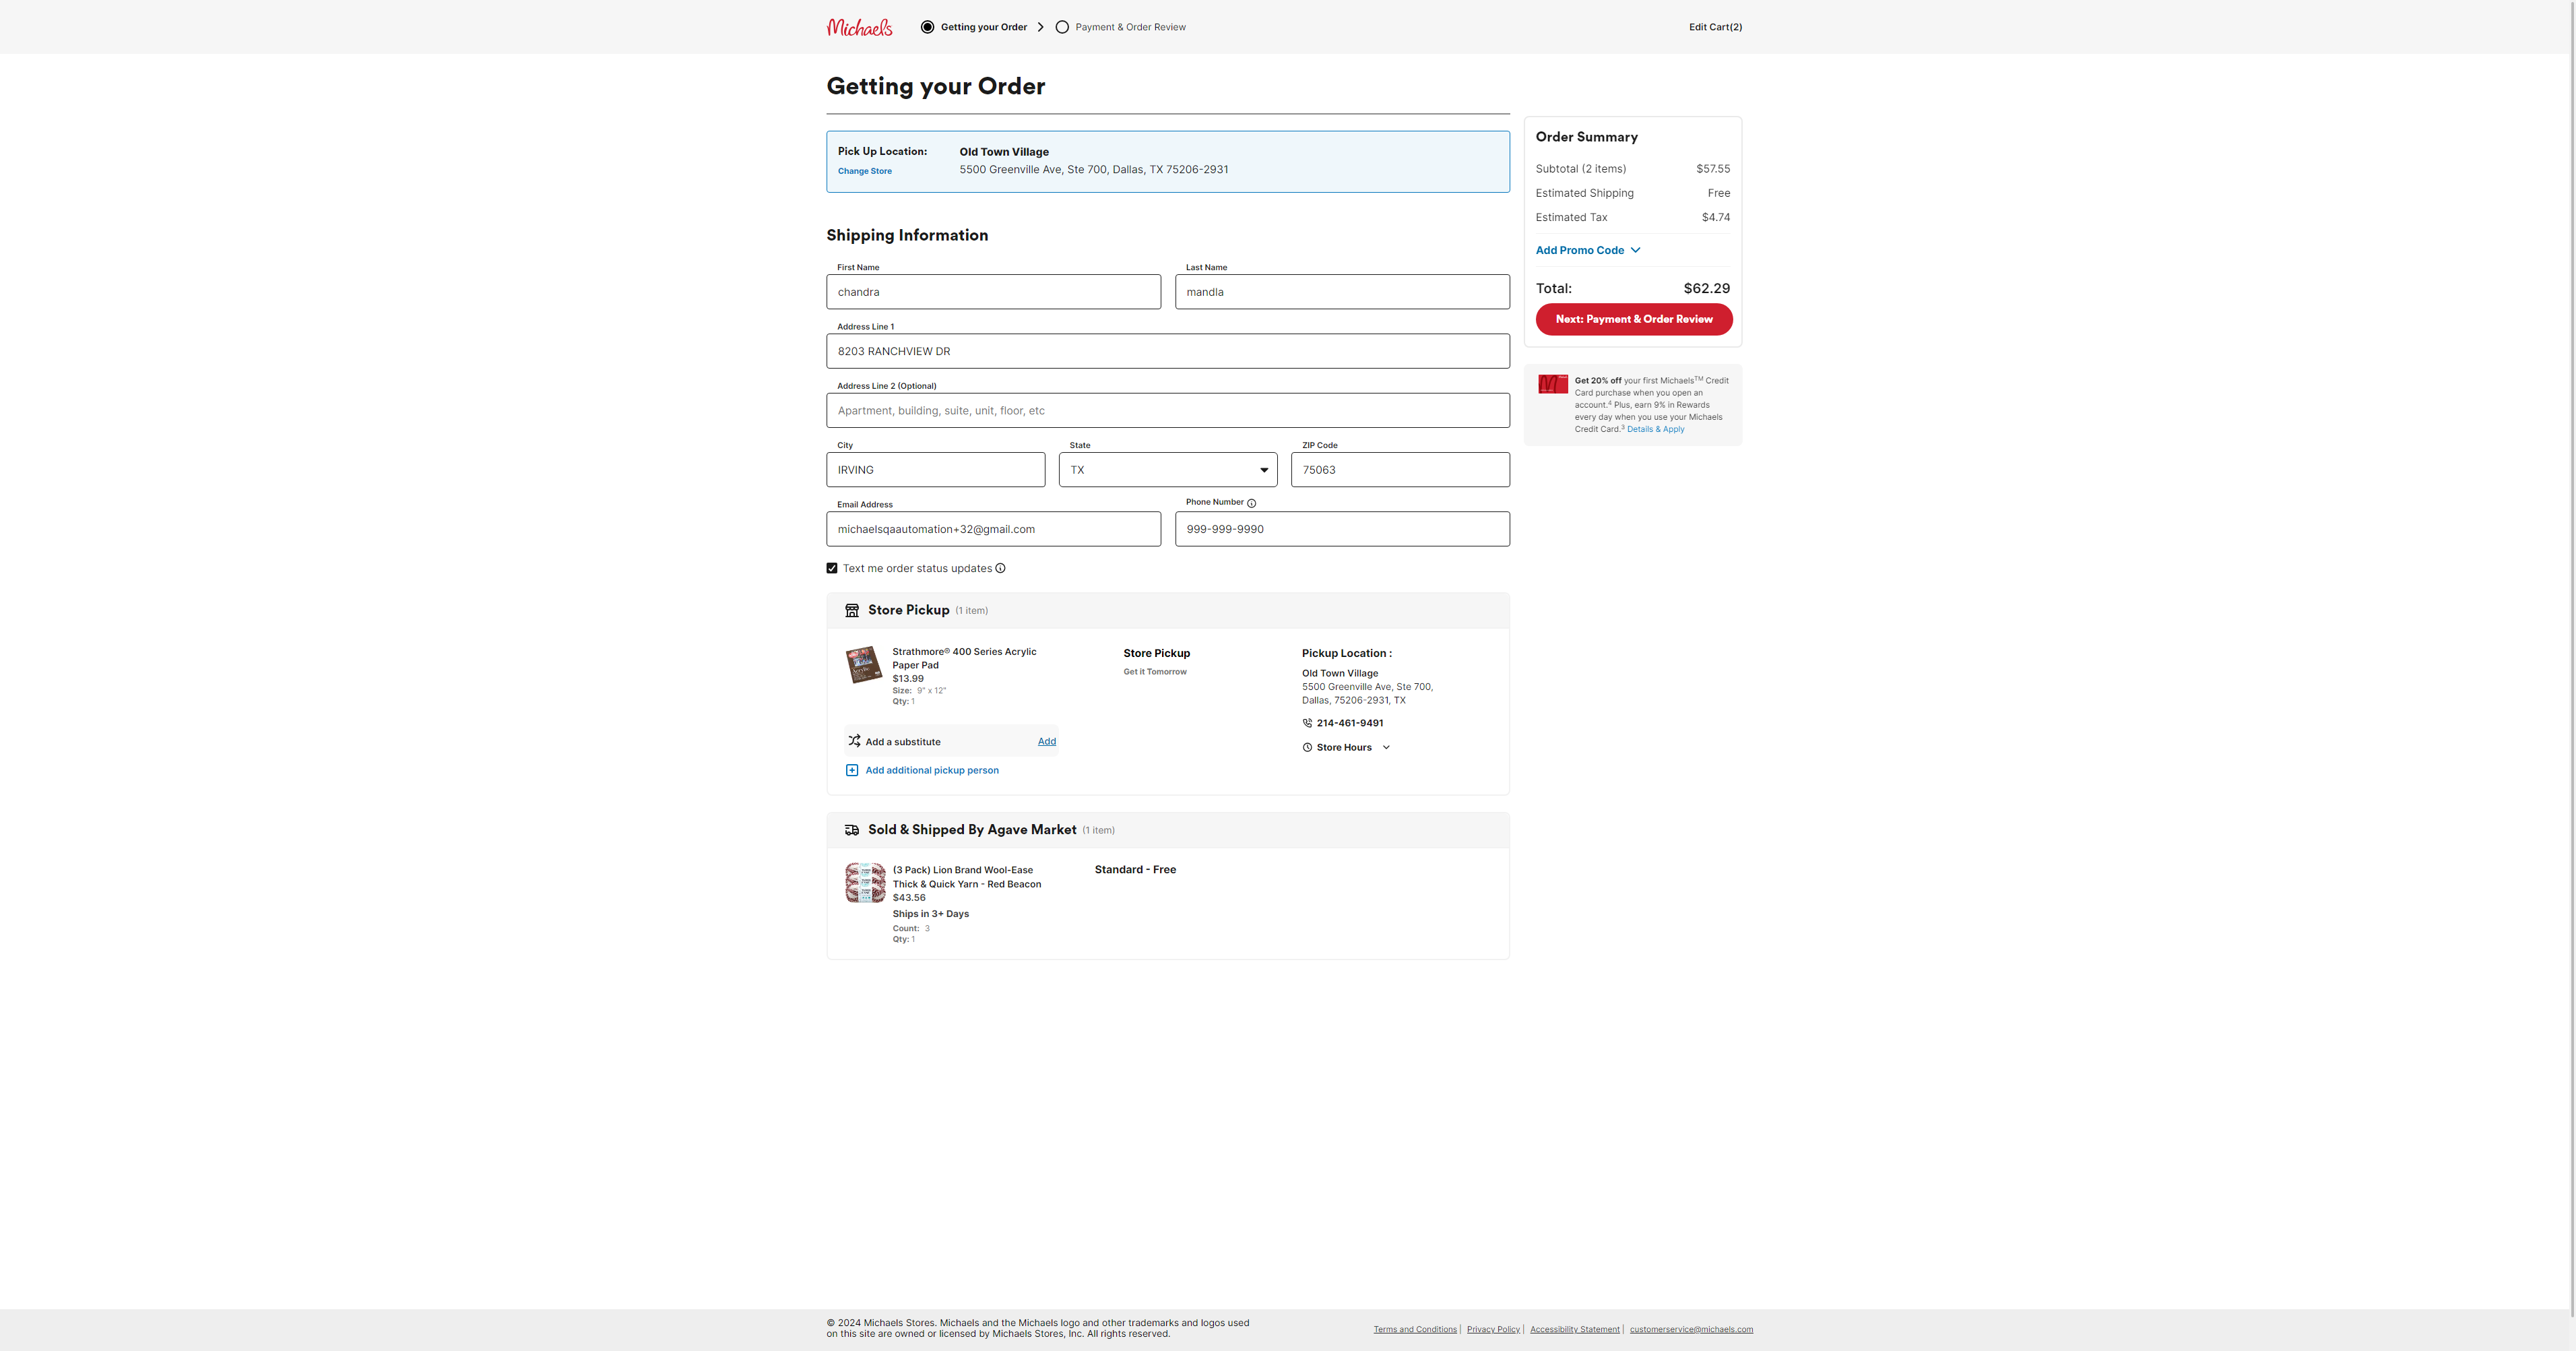 Michaels
Getting your Order
Payment & Order Review
Edit Cart(2)
Getting your Order
Pick Up Location:
Change Store
Old Town Village
5500 Greenville Ave, Ste 700, Dallas, TX 75206-2931
Shipping Information
First Name
chandra
Last Name
mandla
Address Line 1
8203 RANCHVIEW DR
Address Line 2 (Optional)
Apartment, building, suite, unit, floor, etc
City
IRVING
State
TX
ZIP Code
75063
Email Address
michaelsqaautomation+32@gmail.com
Phone Number
999-999-9990
Text me order status updates
Store Pickup (1 item)
Strathmore® 400 Series Acrylic
Paper Pad
$13.99
Size: 9" x 12"
Qty: 1
Add a substitute
Add
Add additional pickup person
Store Pickup
Get it Tomorrow
Pickup Location :
Old Town Village
5500 Greenville Ave, Ste 700,
Dallas, 75206-2931, TX
214-461-9491
Store Hours
Sold & Shipped By Agave Market (1 item)
(3 Pack) Lion Brand Wool-Ease
Thick & Quick Yarn - Red Beacon
$43.56
Ships in 3+ Days
Count: 3
Qty: 1
Standard - Free
Order Summary
Subtotal (2 items) $57.55
Estimated Shipping Free
Estimated Tax $4.74
Add Promo Code
Total: $62.29
Next: Payment & Order Review
Get 20% off your first Michaels™ Credit
Card purchase when you open an
account.⁴ Plus, earn 9% in Rewards
every day when you use your Michaels
Credit Card.³ Details & Apply
© 2024 Michaels Stores. Michaels and the Michaels logo and other trademarks and logos used
on this site are owned or licensed by Michaels Stores, Inc. All rights reserved.
Terms and Conditions | Privacy Policy | Accessibility Statement | customerservice@michaels.com